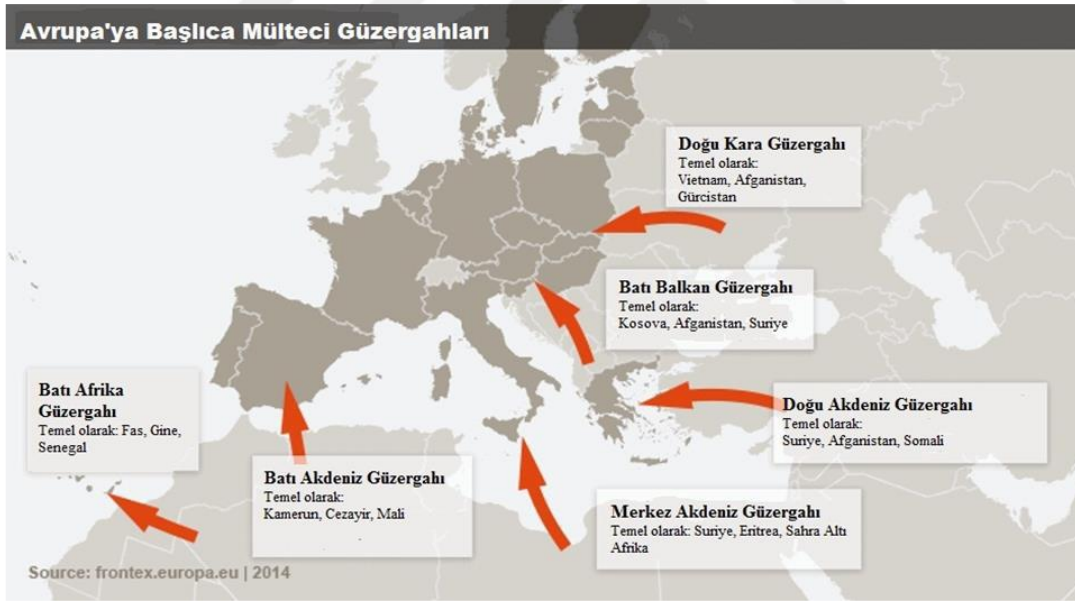 Avrupa'ya Başlıca Mülteci Güzergahları
Doğu Kara Güzergahı
Temel olarak:
Vietnam, Afganistan,
Gürcistan
Batı Balkan Güzergahı
Temel olarak:
Kosova, Afganistan, Suriye
Batı Afrika
Güzergahı
Temel olarak: Fas, Gine,
Senegal
Doğu Akdeniz Güzergahı
Temel olarak:
Suriye, Afganistan, Somali
Batı Akdeniz Güzergahı
Temel olarak:
Kamerun, Cezayir, Mali
Merkez Akdeniz Güzergahı
Temel olarak: Suriye, Eritrea, Sahra Altı
Afrika
Source: frontex.europa.eu | 2014